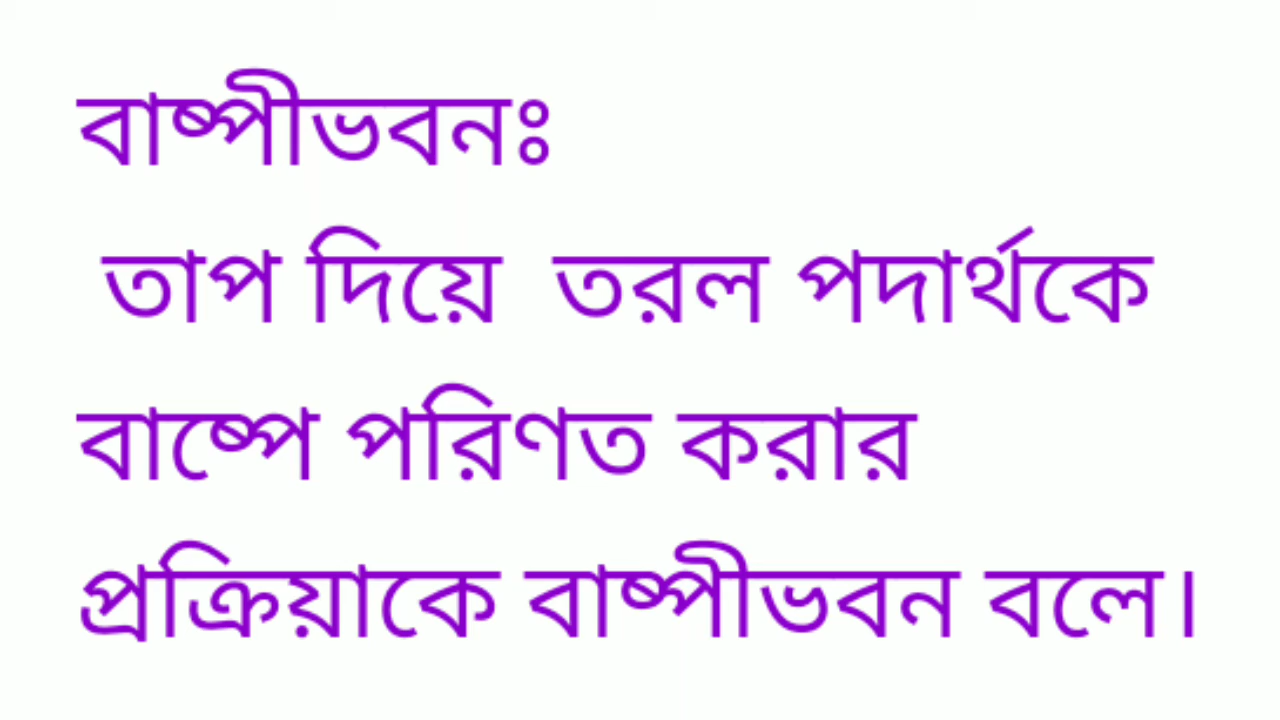 বাষ্পীভবনঃ
তাপ দিয়ে তরল পদার্থকে
বাষ্পে পরিণত করার
প্রক্রিয়াকে বাষ্পীভবন বলে।